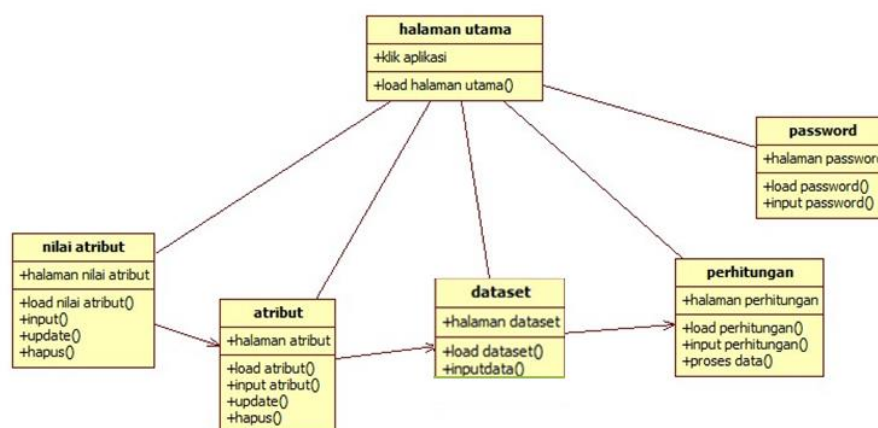 halaman utama
+klik aplikasi
+load halaman utama()
password
+halaman password
+load password()
+input password()
nilai atribut
+halaman nilai atribut
+load nilai atribut()
+input()
+update()
+hapus()
atribut
+halaman atribut
+load atribut()
+input atribut()
+update()
+hapus()
dataset
+halaman dataset
+load dataset()
+inputdata()
perhitungan
+halaman perhitungan
+load perhitungan()
+input perhitungan()
+proses data()